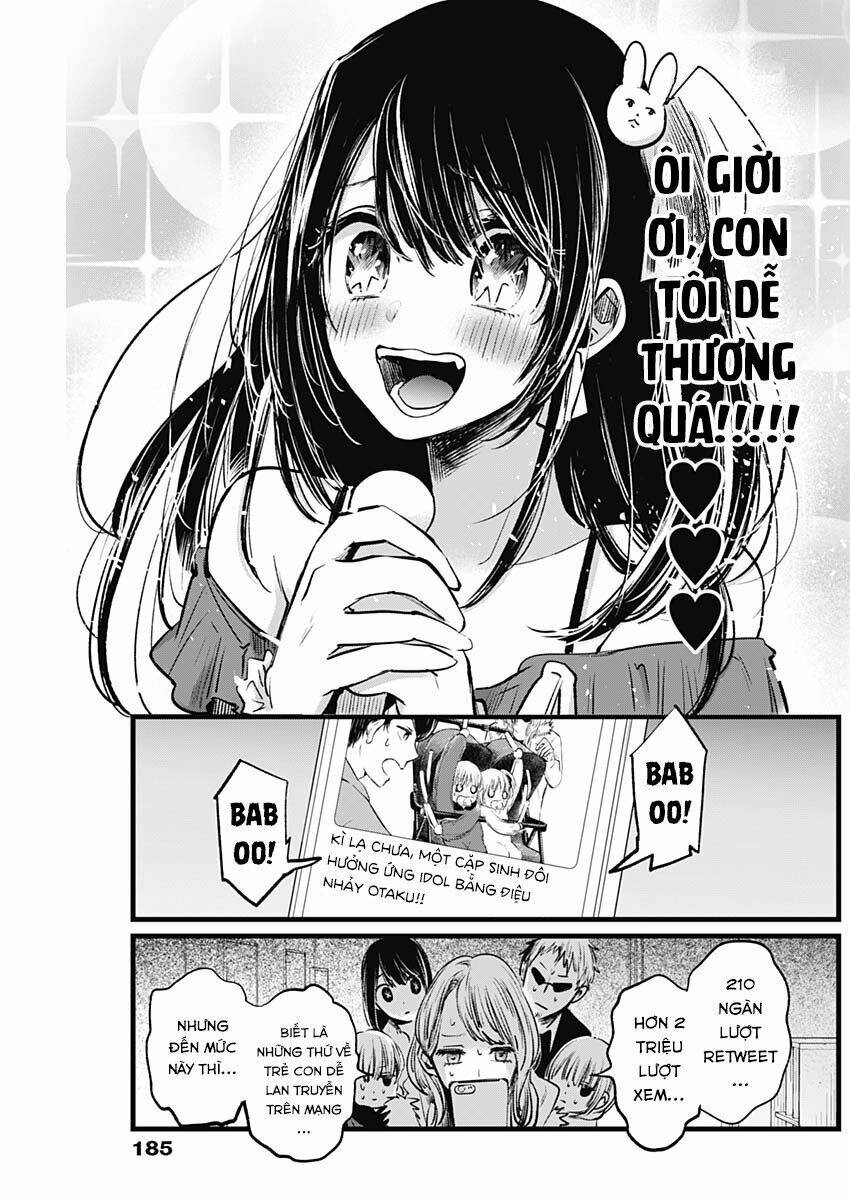 ÔI GIỜI
ƠI, CON
TÔI DỄ
THƯƠNG
QUÁ!!!!!
BAB
OO!
BAB
OO!
KÌ LẠ CHƯA, MỘT CẶP SINH ĐÔI
HƯỞNG ỨNG IDOL BẰNG ĐIỆU
NHẢY OTAKU!!
210
NGÀN
LƯỢT
RETWEET
...
HƠN 2
TRIỆU
LƯỢT
XEM...
BIẾT LÀ
NHỮNG THỨ VỀ
TRẺ CON DỄ
LAN TRUYỀN
TRÊN MẠNG
...
NHƯNG
ĐẾN MỨC
NÀY THÌ...
185